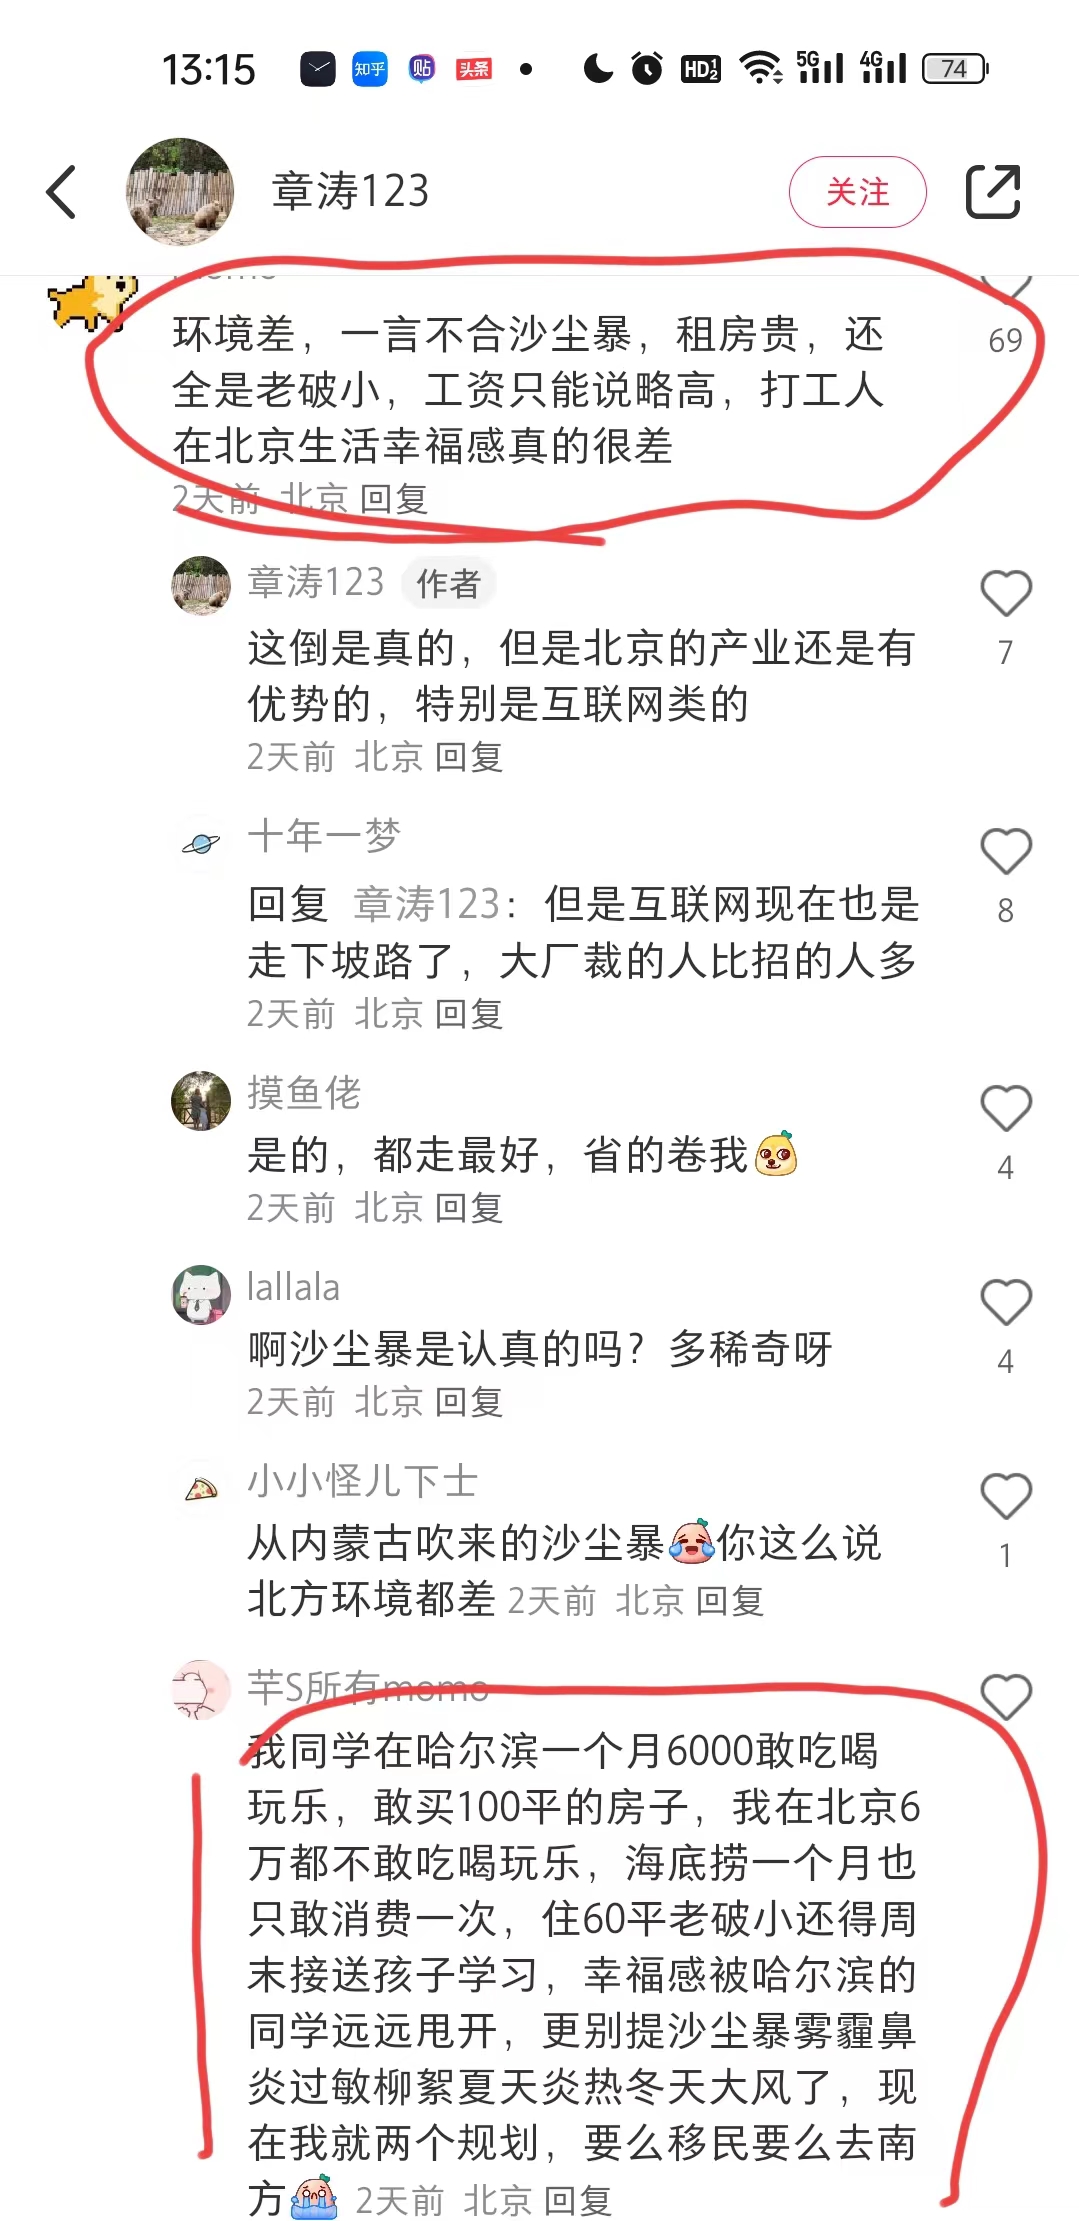 13:15
知乎
贴
头条
HD
5G
4G
74
章涛123
关注
环境差，一言不合沙尘暴，租房贵，还
69
全是老破小，工资只能说略高，打工人
在北京生活幸福感真的很差
2天前 北京 回复
章涛123 作者
这倒是真的，但是北京的产业还是有
7
优势的，特别是互联网类的
2天前 北京 回复
十年一梦
回复 章涛123：但是互联网现在也是
8
走下坡路了，大厂裁的人比招的人多
2天前 北京 回复
摸鱼佬
是的，都走最好，省的卷我
4
2天前 北京 回复
lallala
啊沙尘暴是认真的吗？多稀奇呀
4
2天前 北京 回复
小小怪儿下士
从内蒙古吹来的沙尘暴你这么说
1
北方环境都差 2天前 北京 回复
芊S所有momo
我同学在哈尔滨一个月6000敢吃喝
玩乐，敢买100平的房子，我在北京6
万都不敢吃喝玩乐，海底捞一个月也
只敢消费一次，住60平老破小还得周
末接送孩子学习，幸福感被哈尔滨的
同学远远甩开，更别提沙尘暴雾霾鼻
炎过敏柳絮夏天炎热冬天大风了，现
在我就两个规划，要么移民要么去南
方 2天前 北京 回复